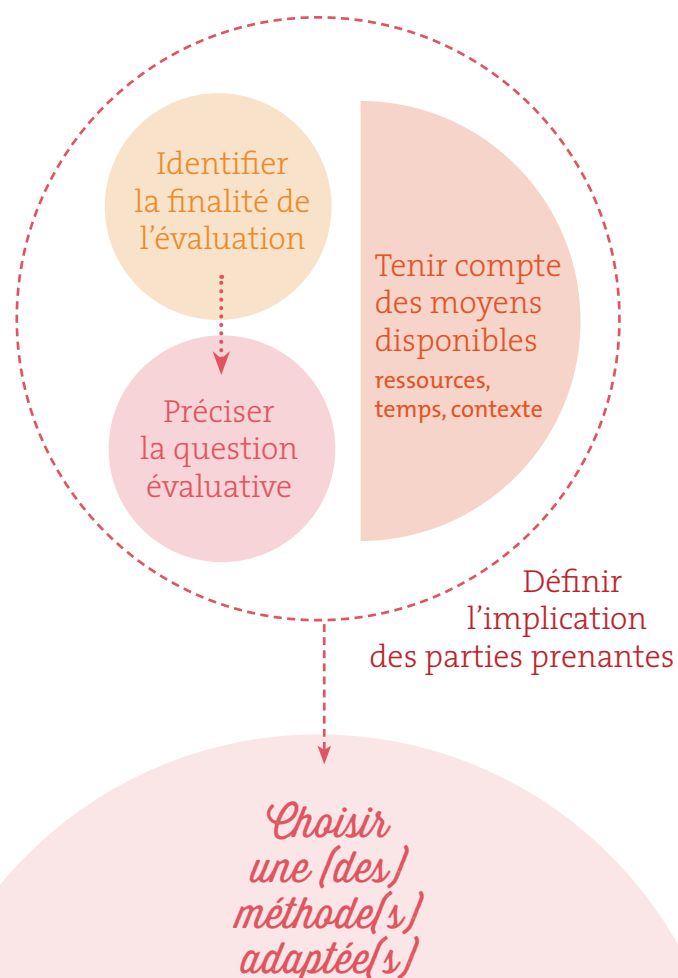 Identifier
la finalité de
l’évaluation
Préciser
la question
évaluative
Tenir compte
des moyens
disponibles
ressources,
temps, contexte
Définir
l’implication
des parties prenantes
Choisir
une (des)
méthode(s)
adaptée(s)